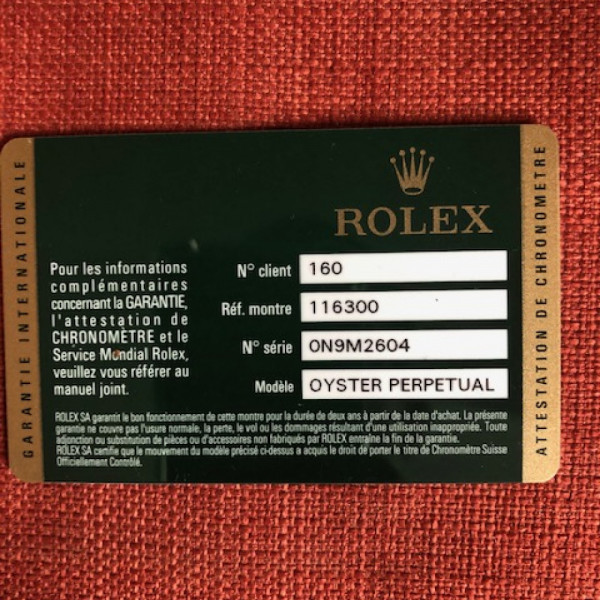 GARANTIE INTERNATIONALE
ROLEX
Pour les informations
complémentaires
concernant la GARANTIE,
l'attestation de
CHRONOMÈTRE et le
Service Mondial Rolex,
veuillez vous référer au
manuel joint.
N° client 160
Réf. montre 116300
N° série 0N9M2604
Modèle OYSTER PERPETUAL
ROLEX SA garantit le bon fonctionnement de cette montre pour la durée de deux ans à partir de la date d'achat. La présente
garantie ne couvre pas l'usure normale, la perte, le vol ou les dommages résultant d'une utilisation inappropriée. Toute
adjonction ou substitution de pièces ou d'accessoires non fabriqués par ROLEX entraîne la fin de la garantie.
ROLEX SA certifie que le mouvement du modèle précisé ci-dessus a acquis le droit de porter le titre de Chronomètre Suisse
Officiellement Contrôlé.
ATTESTATION DE CHRONOMETRE